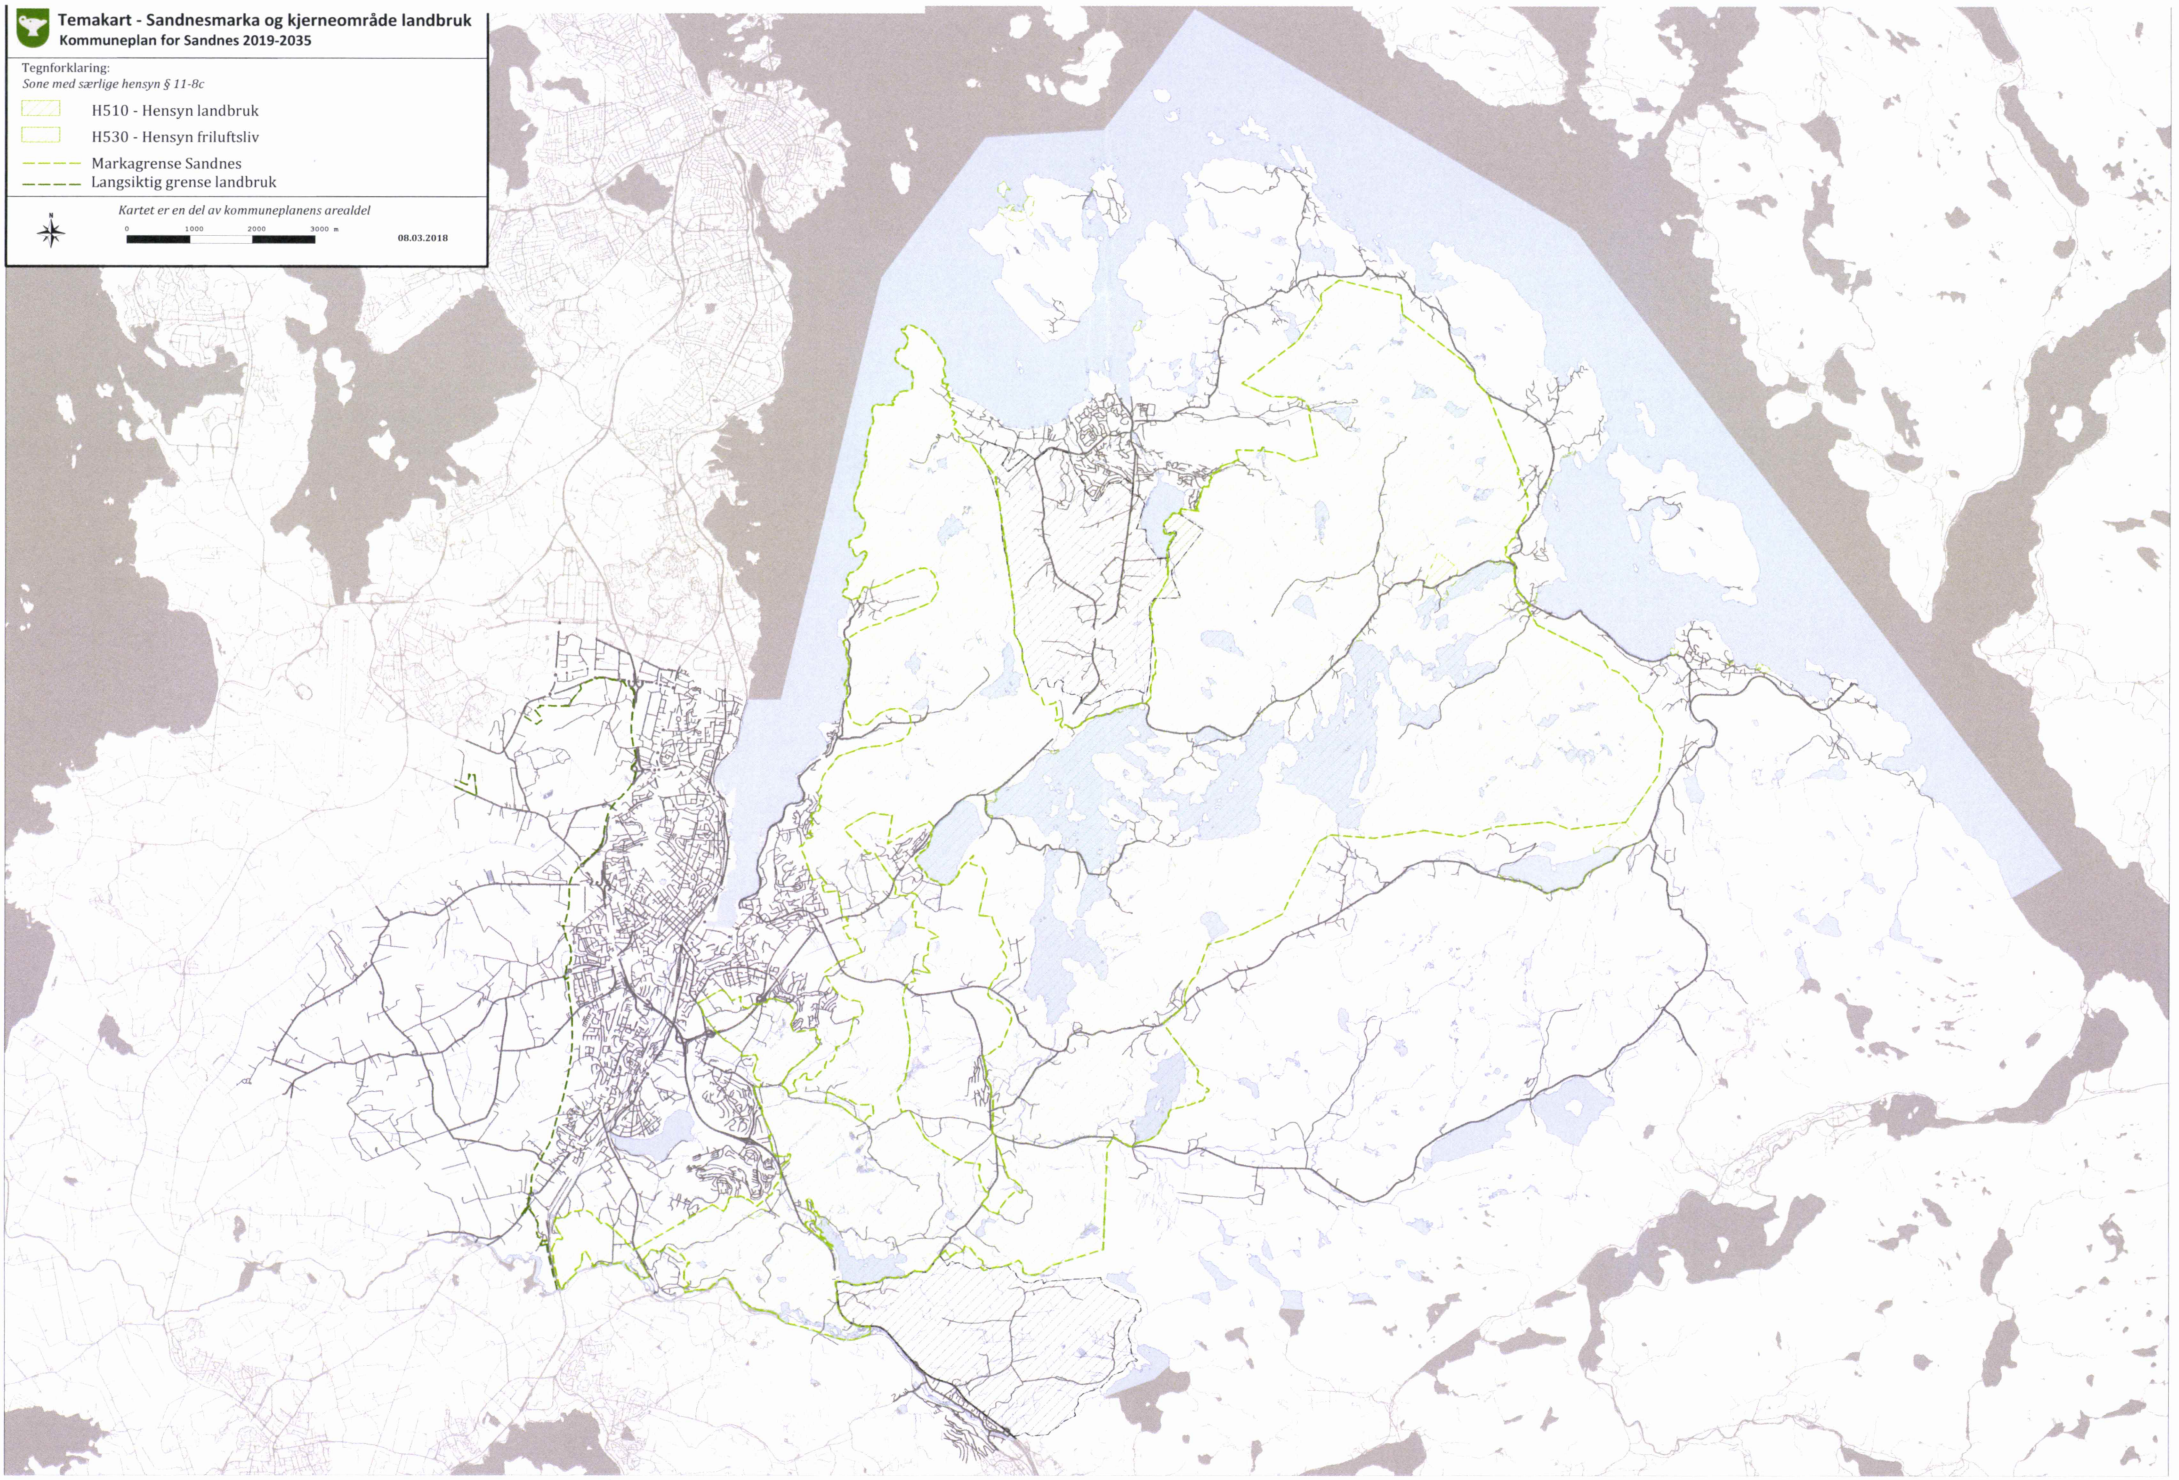 Temakart - Sandnesmarka og kjerneområde landbruk
Kommuneplan for Sandnes 2019-2035
Tegnforklaring:
Sone med særlige hensyn § 11-8c
H510 - Hensyn landbruk
H530 - Hensyn friluftsliv
Markagrense Sandnes
Langsiktig grense landbruk
Kartet er en del av kommuneplanens arealdel
N
0 1000 2000 3000 m
08.03.2018